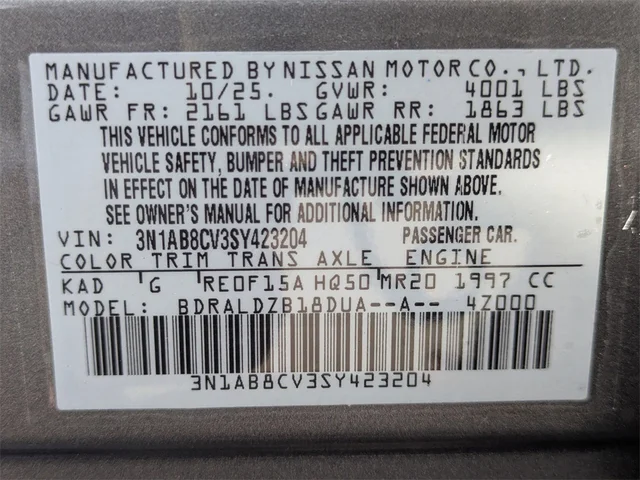 MANUFACTURED BY NISSAN MOTOR CO., LTD.
DATE: 10/25. GVWR: 4001 LBS
GAWR FR: 2161 LBS GAWR RR: 1863 LBS
THIS VEHICLE CONFORMS TO ALL APPLICABLE FEDERAL MOTOR
VEHICLE SAFETY, BUMPER AND THEFT PREVENTION STANDARDS
IN EFFECT ON THE DATE OF MANUFACTURE SHOWN ABOVE.
SEE OWNER'S MANUAL FOR ADDITIONAL INFORMATION.
VIN: 3N1AB8CV3SY423204 PASSENGER CAR.
COLOR TRIM TRANS AXLE ENGINE
KAD G RE0F15A HQ50 MR20 1997 CC
MODEL: BDRALDZB18DUA--A-- 4Z000
3N1AB8CV3SY423204